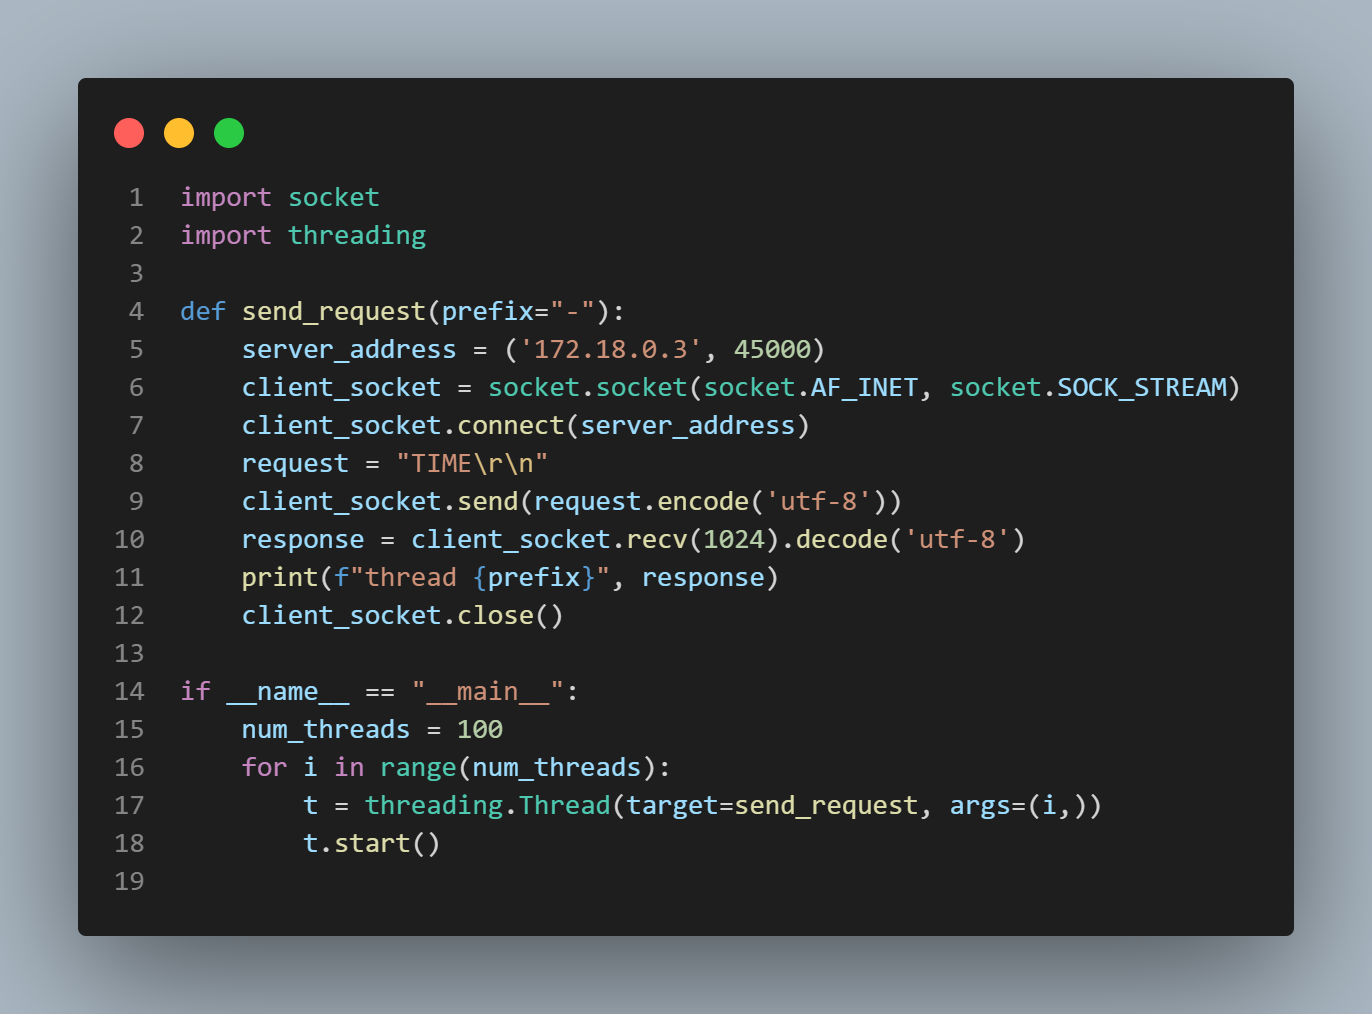 1 import socket
2 import threading
3
4 def send_request(prefix="-"):
5     server_address = ('172.18.0.3', 45000)
6     client_socket = socket.socket(socket.AF_INET, socket.SOCK_STREAM)
7     client_socket.connect(server_address)
8     request = "TIME\r\n"
9     client_socket.send(request.encode('utf-8'))
10     response = client_socket.recv(1024).decode('utf-8')
11     print(f"thread {prefix}", response)
12     client_socket.close()
13
14 if __name__ == "__main__":
15     num_threads = 100
16     for i in range(num_threads):
17         t = threading.Thread(target=send_request, args=(i,))
18         t.start()
19